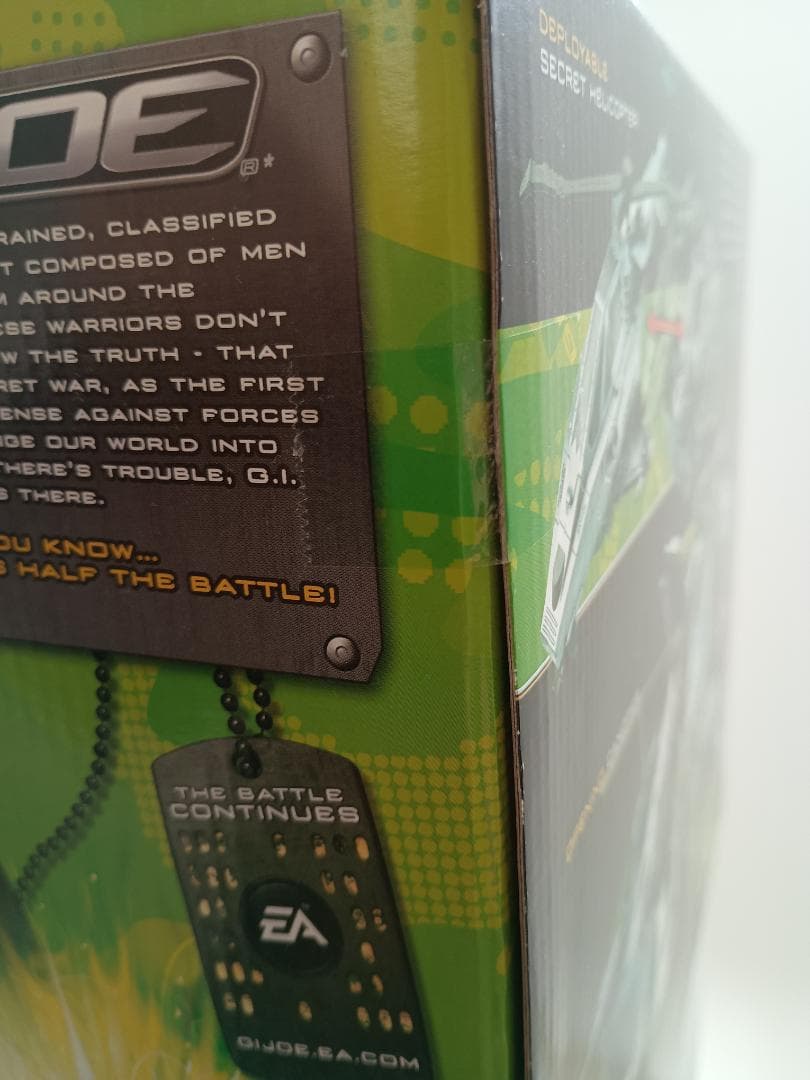 OE
®*
RAINED, CLASSIFIED
T COMPOSED OF MEN
M AROUND THE
ESE WARRIORS DON'T
W THE TRUTH - THAT
RET WAR, AS THE FIRST
ENSE AGAINST FORCES
DE OUR WORLD INTO
THERE'S TROUBLE, G.I.
S THERE.
OU KNOW...
S HALF THE BATTLE!
THE BATTLE
CONTINUES
EA
GIJOE.EA.COM
DEPLOYABLE
SECRET HELICOPTER